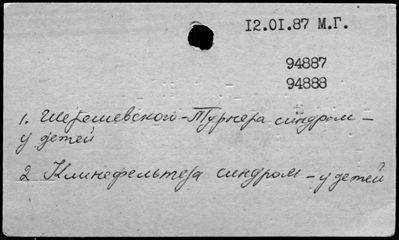 12.01.87 М.Г.
94887
94888
1. Шерешевского-Тернера синдром –
у детей
2 Клинефельтера синдром – у детей